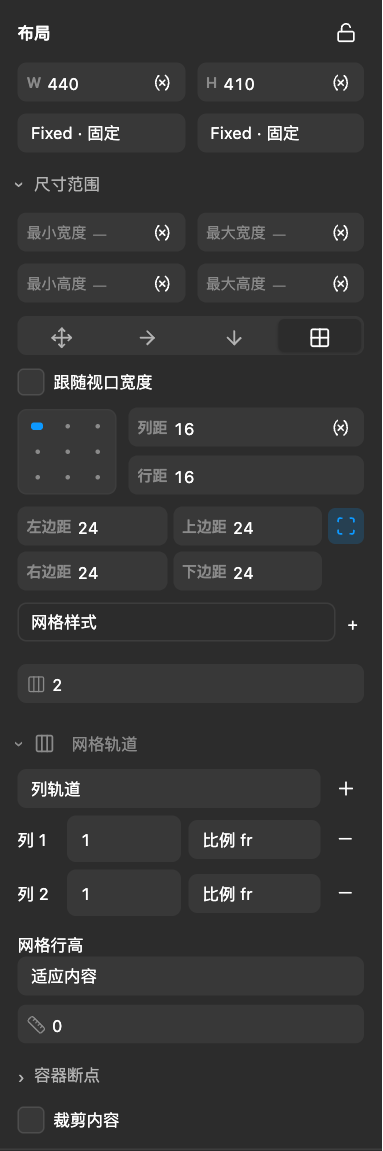 布局
W 440 (x) H 410 (x)
Fixed · 固定 Fixed · 固定
尺寸范围
最小宽度 — (x) 最大宽度 — (x)
最小高度 — (x) 最大高度 — (x)
跟随视口宽度
列距 16 (x)
行距 16
左边距 24 上边距 24
右边距 24 下边距 24
网格样式 +
2
网格轨道
列轨道 +
列 1 1 比例 fr −
列 2 1 比例 fr −
网格行高
适应内容
0
容器断点
裁剪内容